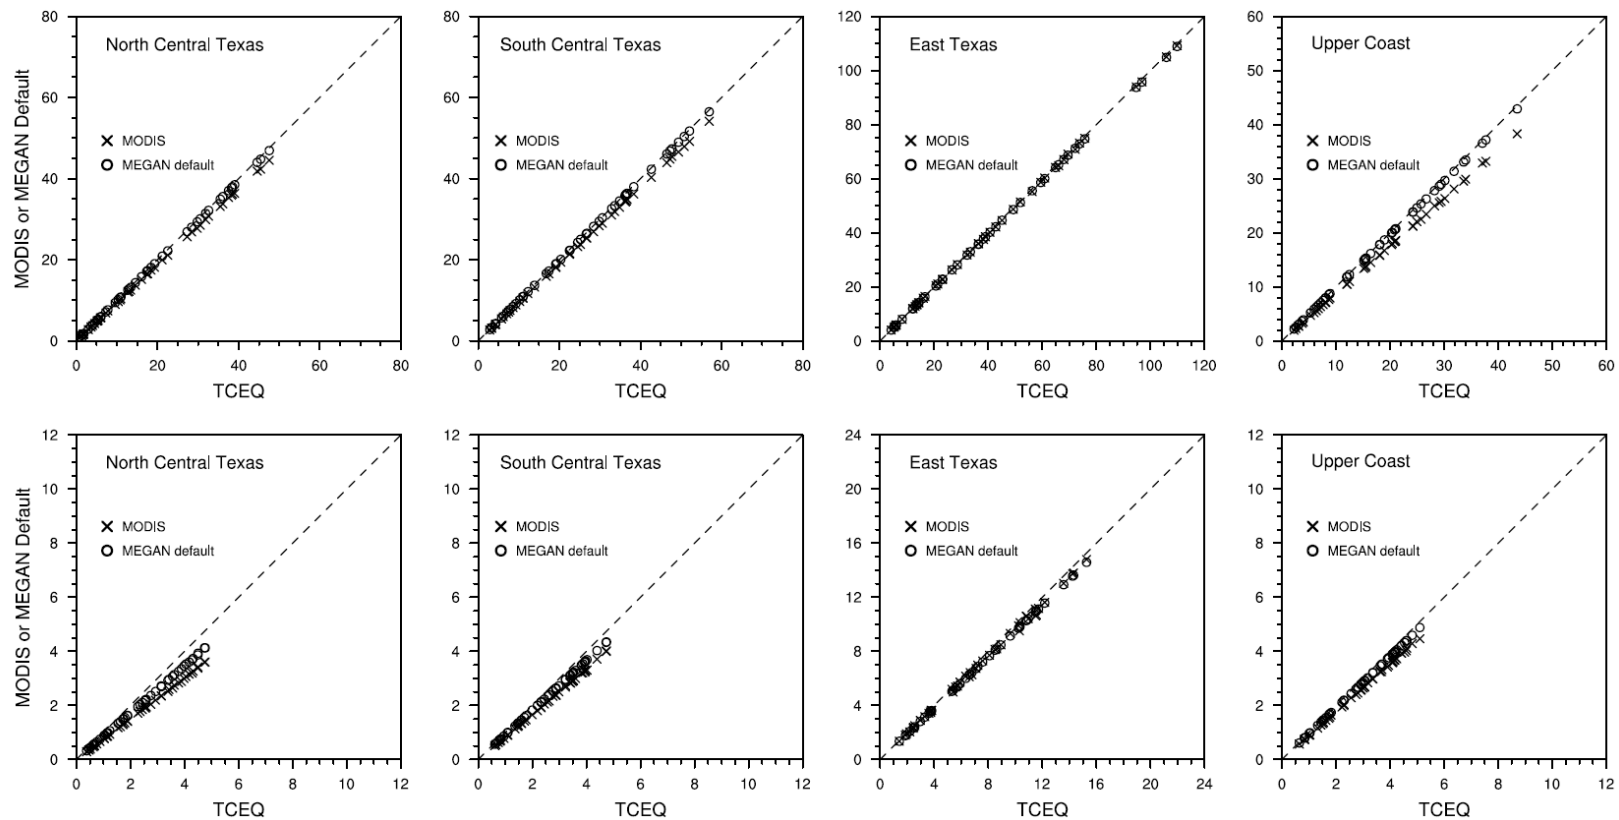 MODIS or MEGAN Default
80
60
40
20
0
North Central Texas
MODIS
MEGAN default
0 20 40 60 80
TCEQ
80
60
40
20
0
South Central Texas
MODIS
MEGAN default
0 20 40 60 80
TCEQ
120
100
80
60
40
20
0
East Texas
MODIS
MEGAN default
0 20 40 60 80 100 120
TCEQ
60
50
40
30
20
10
0
Upper Coast
MODIS
MEGAN default
0 10 20 30 40 50 60
TCEQ
MODIS or MEGAN Default
12
10
8
6
4
2
0
North Central Texas
MODIS
MEGAN default
0 2 4 6 8 10 12
TCEQ
12
10
8
6
4
2
0
South Central Texas
MODIS
MEGAN default
0 2 4 6 8 10 12
TCEQ
24
20
16
12
8
4
0
East Texas
MODIS
MEGAN default
0 4 8 12 16 20 24
TCEQ
12
10
8
6
4
2
0
Upper Coast
MODIS
MEGAN default
0 2 4 6 8 10 12
TCEQ